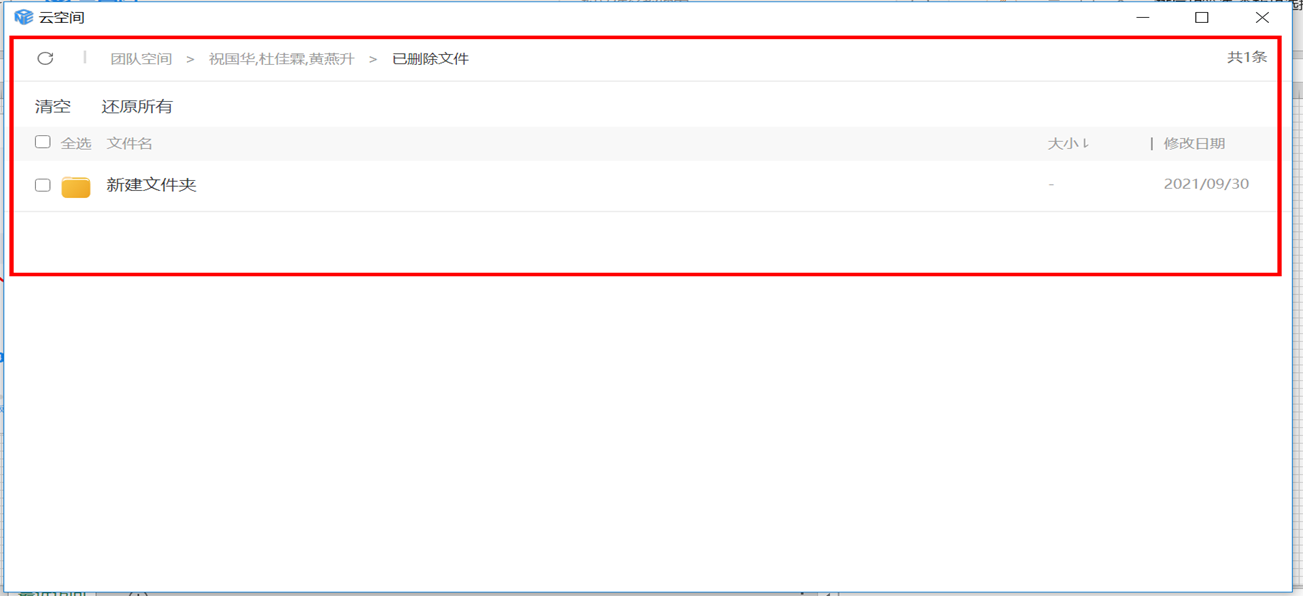 云空间
团队空间 > 祝国华,杜佳霖,黄燕升 > 已删除文件 共1条
清空 还原所有
全选 文件名 大小 修改日期
新建文件夹 - 2021/09/30